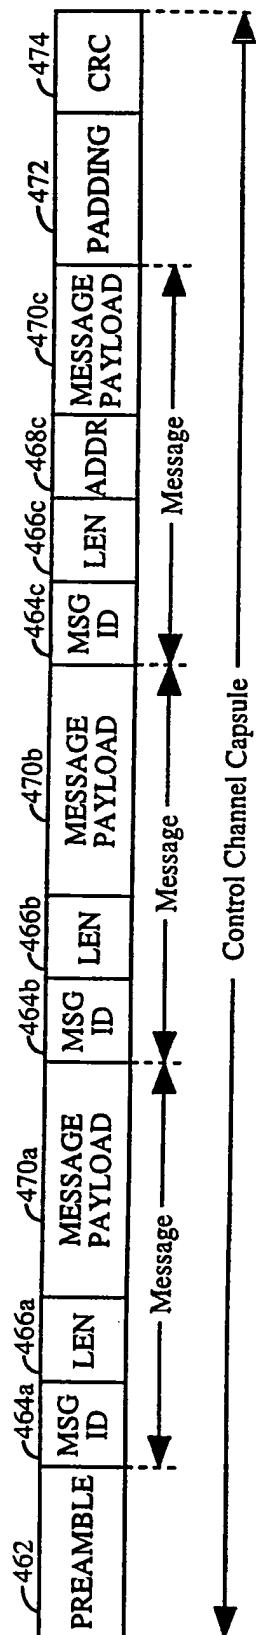 462 464a 466a 470a 464b 466b 470b 464c 466c 468c 470c 472 474
PREAMBLE
MSG ID
LEN
MESSAGE PAYLOAD
MSG ID
LEN
MESSAGE PAYLOAD
MSG ID
LEN
ADDR
MESSAGE PAYLOAD
PADDING
CRC
Message Message Message
Control Channel Capsule